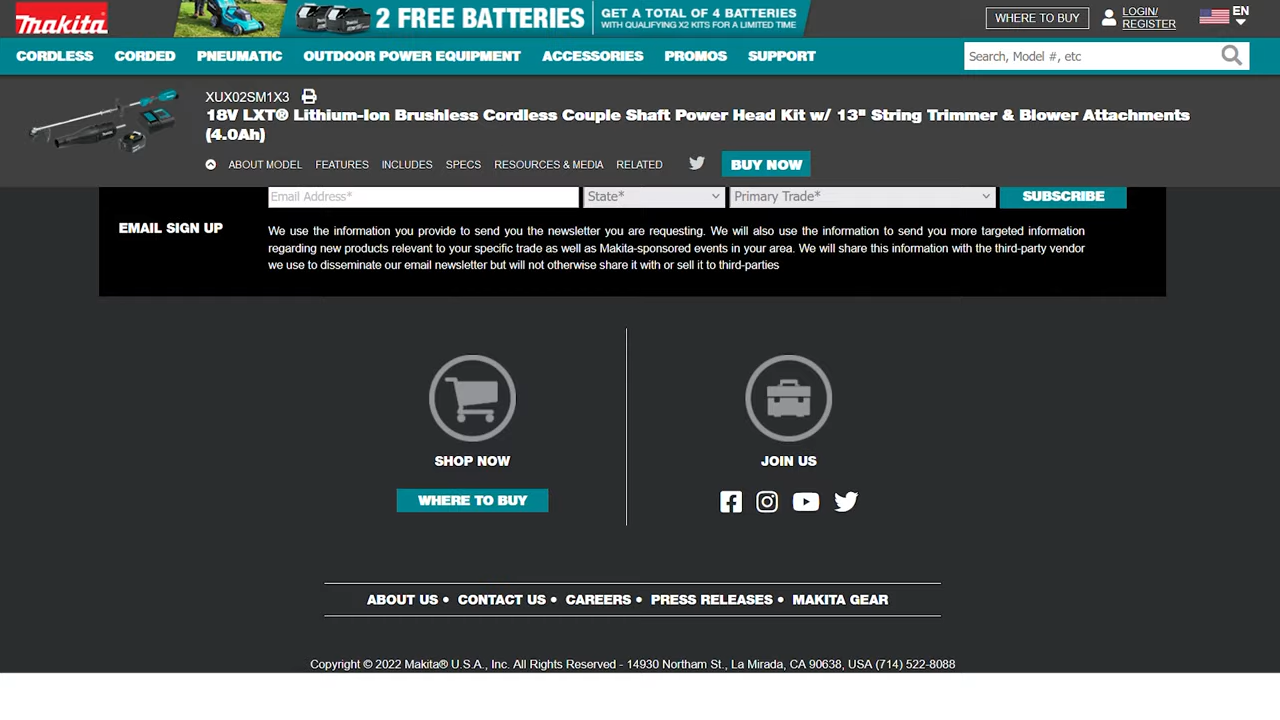 makita
2 FREE BATTERIES
GET A TOTAL OF 4 BATTERIES
WITH QUALIFYING X2 KITS FOR A LIMITED TIME
WHERE TO BUY
LOGIN/
REGISTER
EN
CORDLESS CORDED PNEUMATIC OUTDOOR POWER EQUIPMENT ACCESSORIES PROMOS SUPPORT
Search, Model #, etc
XUX02SM1X3
18V LXT® Lithium-Ion Brushless Cordless Couple Shaft Power Head Kit w/ 13" String Trimmer & Blower Attachments
(4.0Ah)
ABOUT MODEL FEATURES INCLUDES SPECS RESOURCES & MEDIA RELATED BUY NOW
Email Address* State* Primary Trade* SUBSCRIBE
EMAIL SIGN UP
We use the information you provide to send you the newsletter you are requesting. We will also use the information to send you more targeted information
regarding new products relevant to your specific trade as well as Makita-sponsored events in your area. We will share this information with the third-party vendor
we use to disseminate our email newsletter but will not otherwise share it with or sell it to third-parties
SHOP NOW
WHERE TO BUY
JOIN US
ABOUT US • CONTACT US • CAREERS • PRESS RELEASES • MAKITA GEAR
Copyright © 2022 Makita® U.S.A., Inc. All Rights Reserved - 14930 Northam St., La Mirada, CA 90638, USA (714) 522-8088